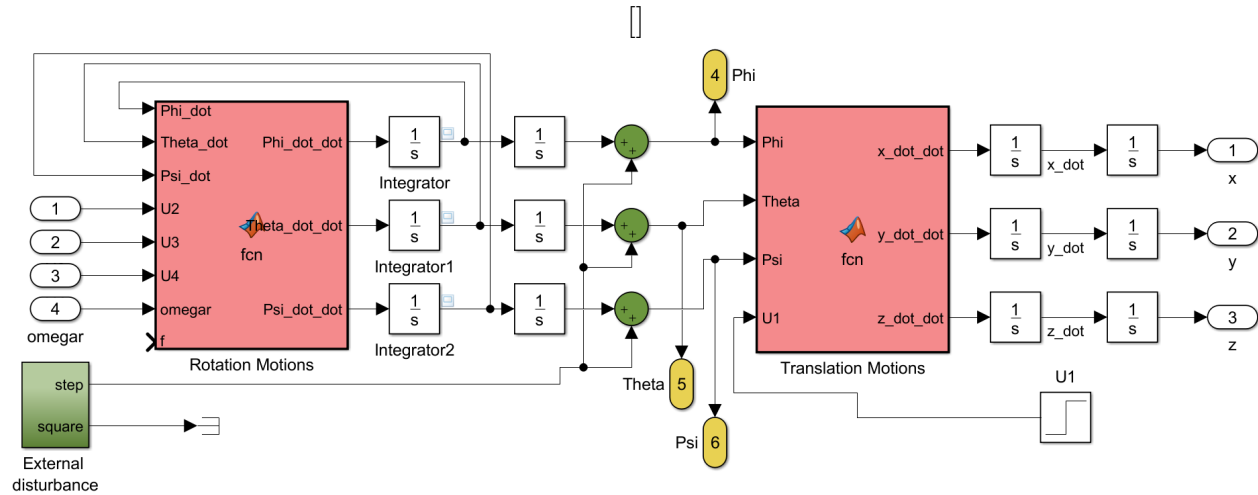 []
4
Phi
Phi_dot
Theta_dot
Psi_dot
U2
U3
U4
omegar
f
Phi_dot_dot
Theta_dot_dot
Psi_dot_dot
fcn
Rotation Motions
1
2
3
4
omegar
1
s
Integrator
1
s
Integrator1
1
s
Integrator2
1
s
1
s
1
s
+
+
+
+
+
+
Phi
Theta
Psi
U1
x_dot_dot
y_dot_dot
z_dot_dot
fcn
Translation Motions
1
s
x_dot
1
s
1
x
1
s
y_dot
1
s
2
y
1
s
z_dot
1
s
3
z
step
square
External
disturbance
Theta
5
Psi
6
U1